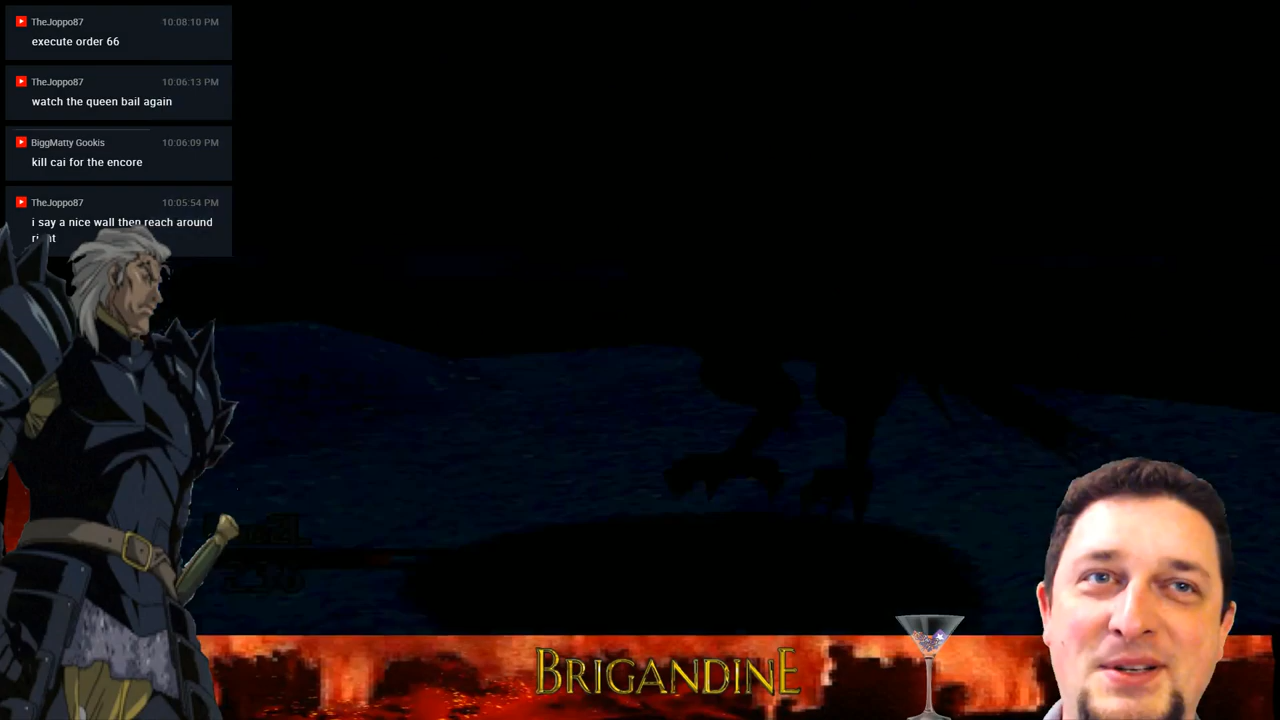 TheJoppo87 10:08:10 PM
execute order 66
TheJoppo87 10:06:13 PM
watch the queen bail again
BiggMatty Gookis 10:06:09 PM
kill cai for the encore
TheJoppo87 10:05:54 PM
i say a nice wall then reach around
BRIGANDINE